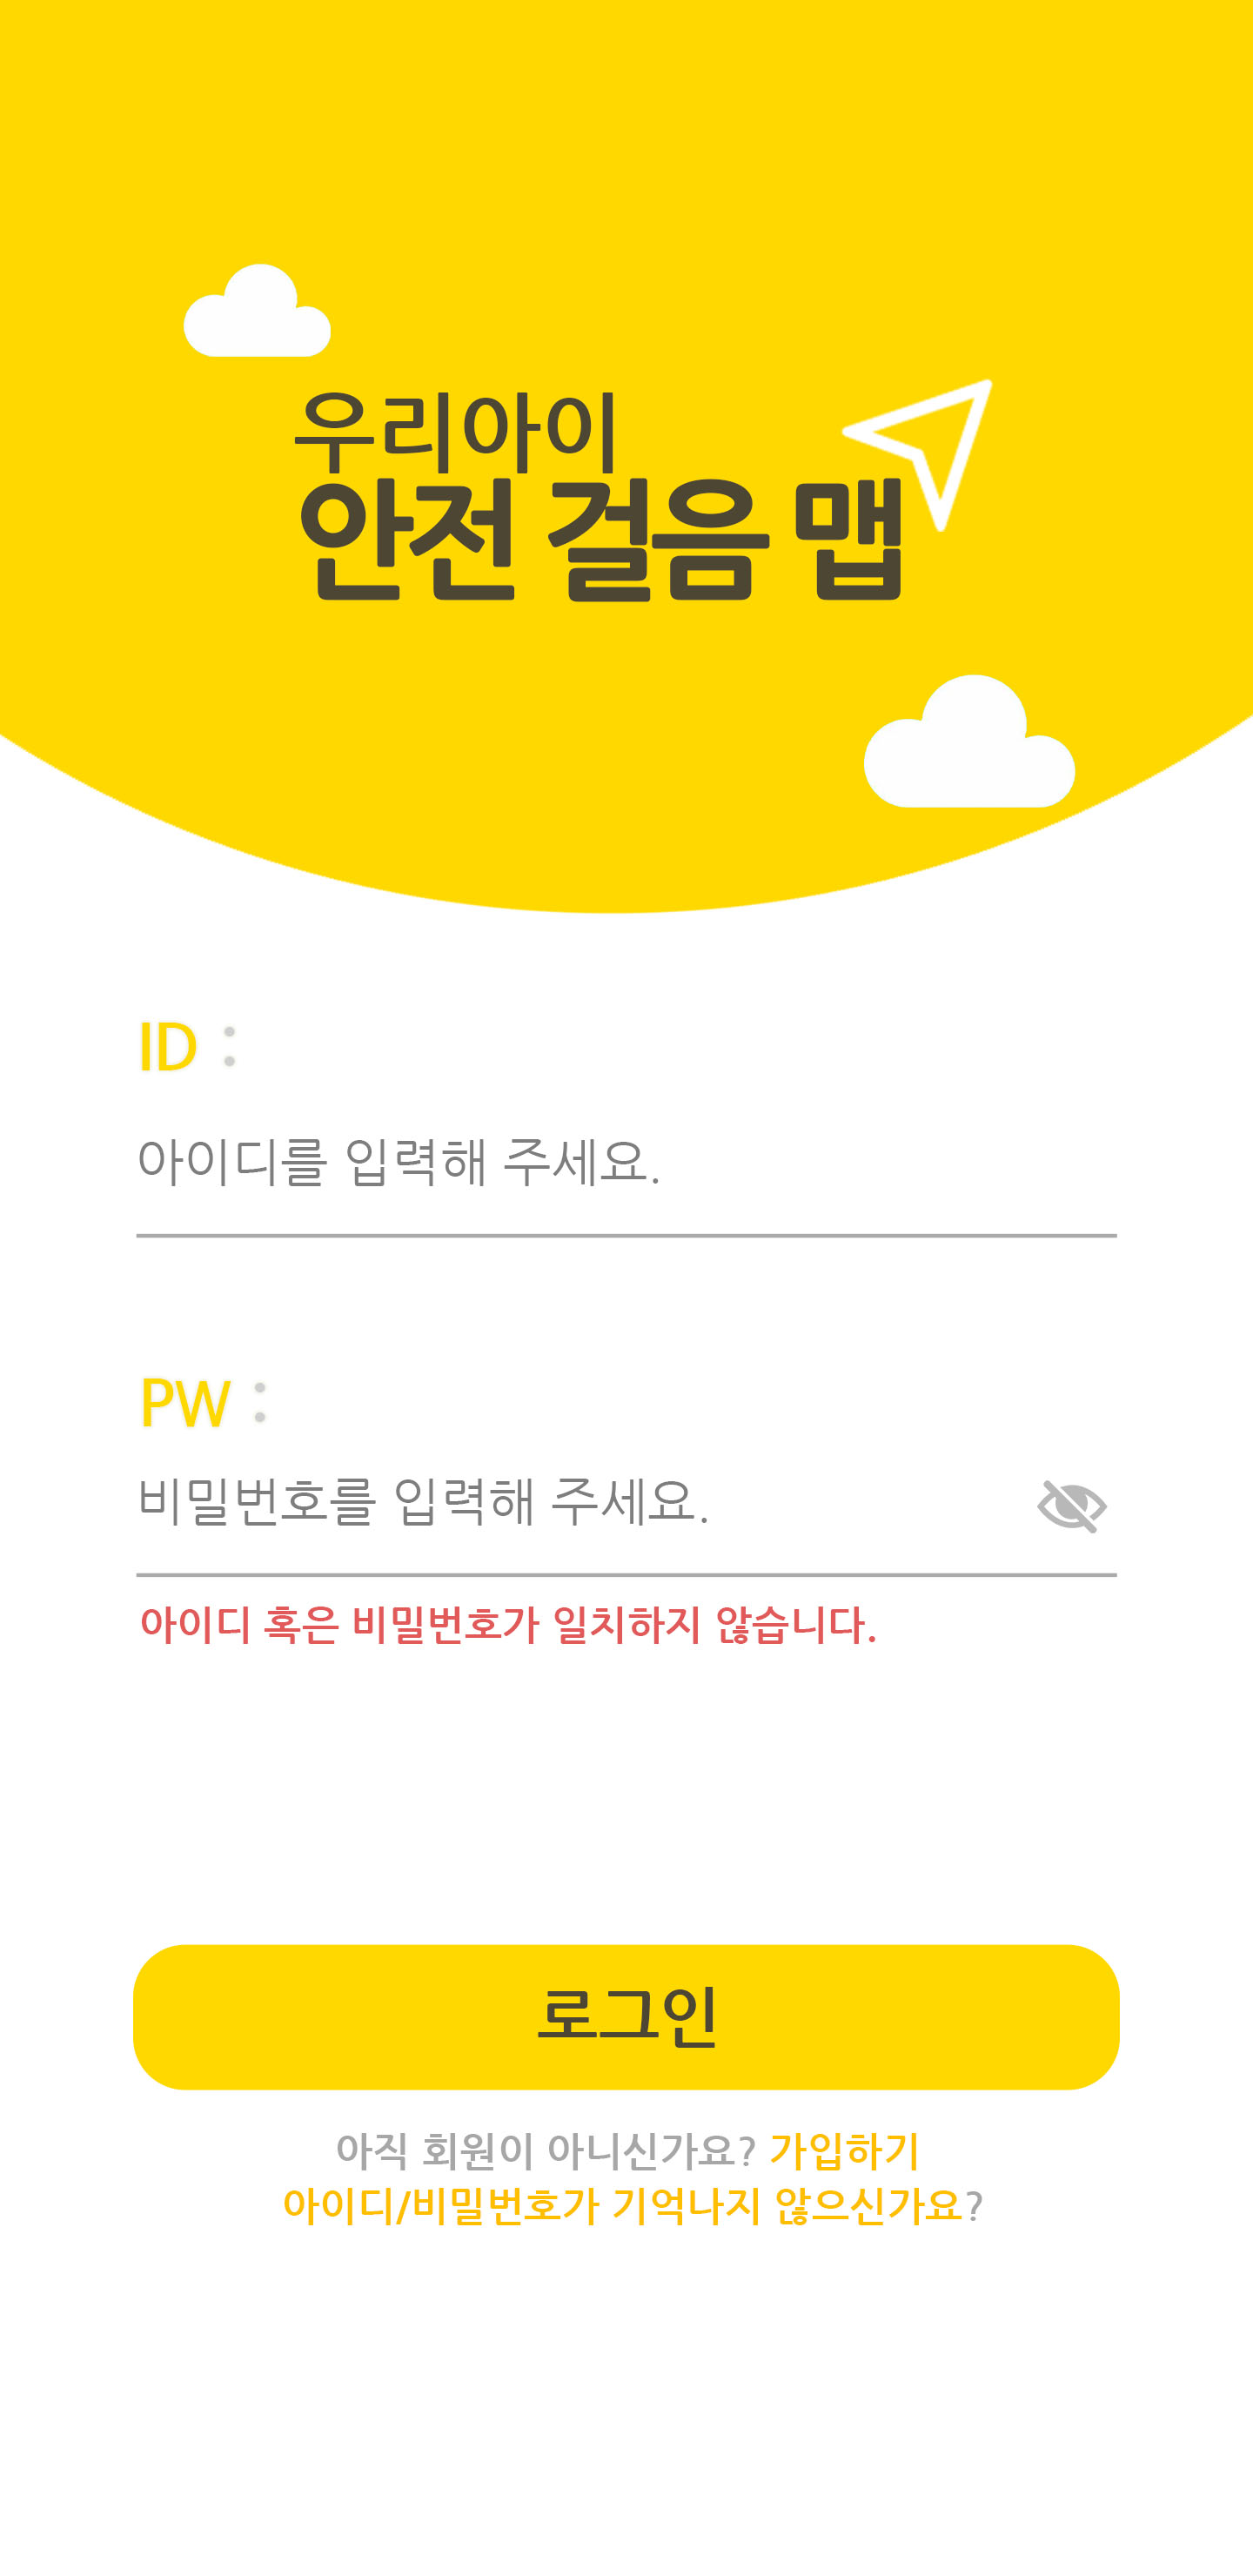 우리아이
안전 걸음 맵
ID :
아이디를 입력해 주세요.
PW :
비밀번호를 입력해 주세요.
아이디 혹은 비밀번호가 일치하지 않습니다.
로그인
아직 회원이 아니신가요? 가입하기
아이디/비밀번호가 기억나지 않으신가요?